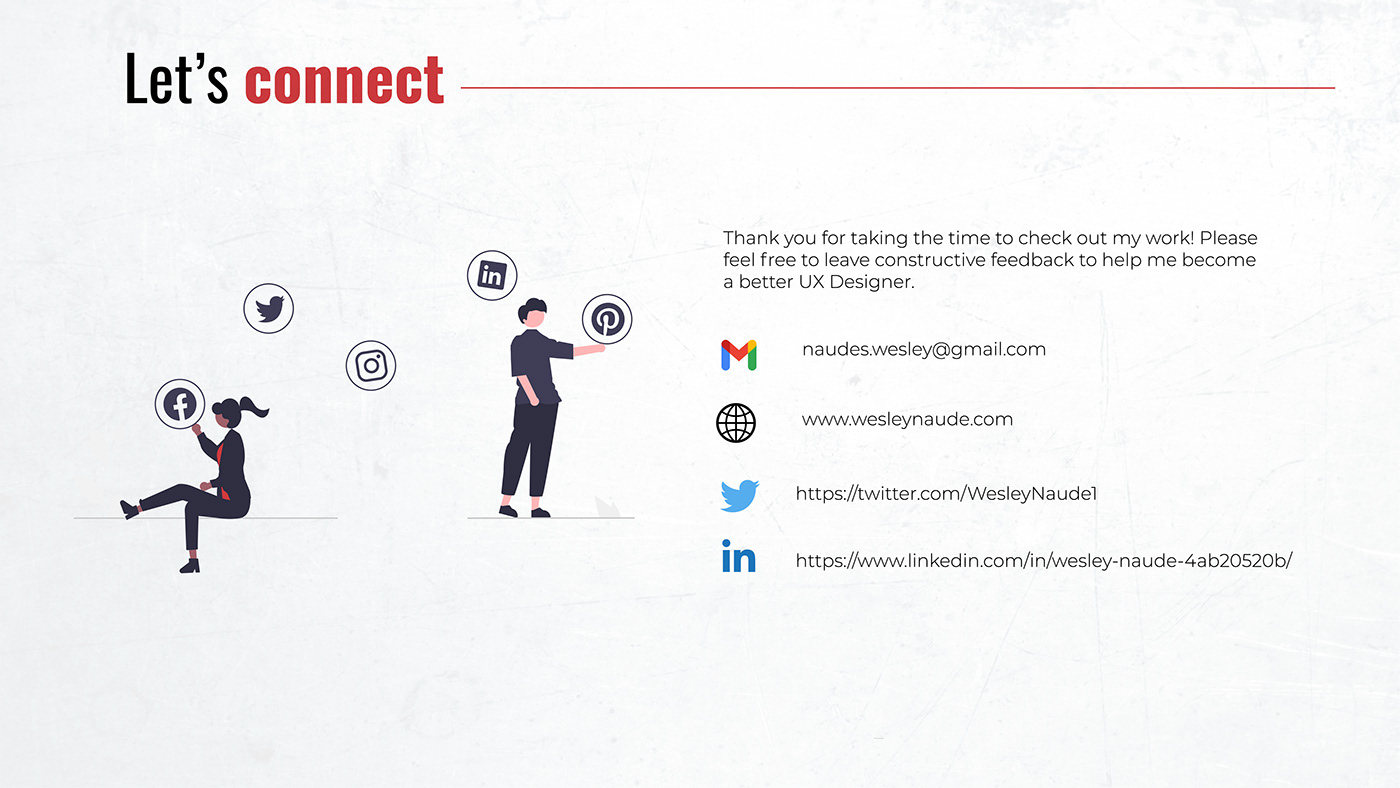 Let’s connect
Thank you for taking the time to check out my work! Please
feel free to leave constructive feedback to help me become
a better UX Designer.
naudes.wesley@gmail.com
www.wesleynaude.com
https://twitter.com/WesleyNaude1
https://www.linkedin.com/in/wesley-naude-4ab20520b/